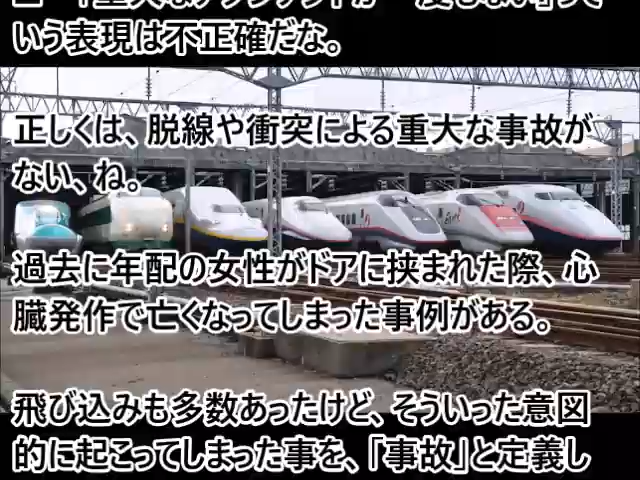 いう表現は不正確だな。
正しくは、脱線や衝突による重大な事故が
ない、ね。
過去に年配の女性がドアに挟まれた際、心
臓発作で亡くなってしまった事例がある。
飛び込みも多数あったけど、そういった意図
的に起こってしまった事を、「事故」と定義し